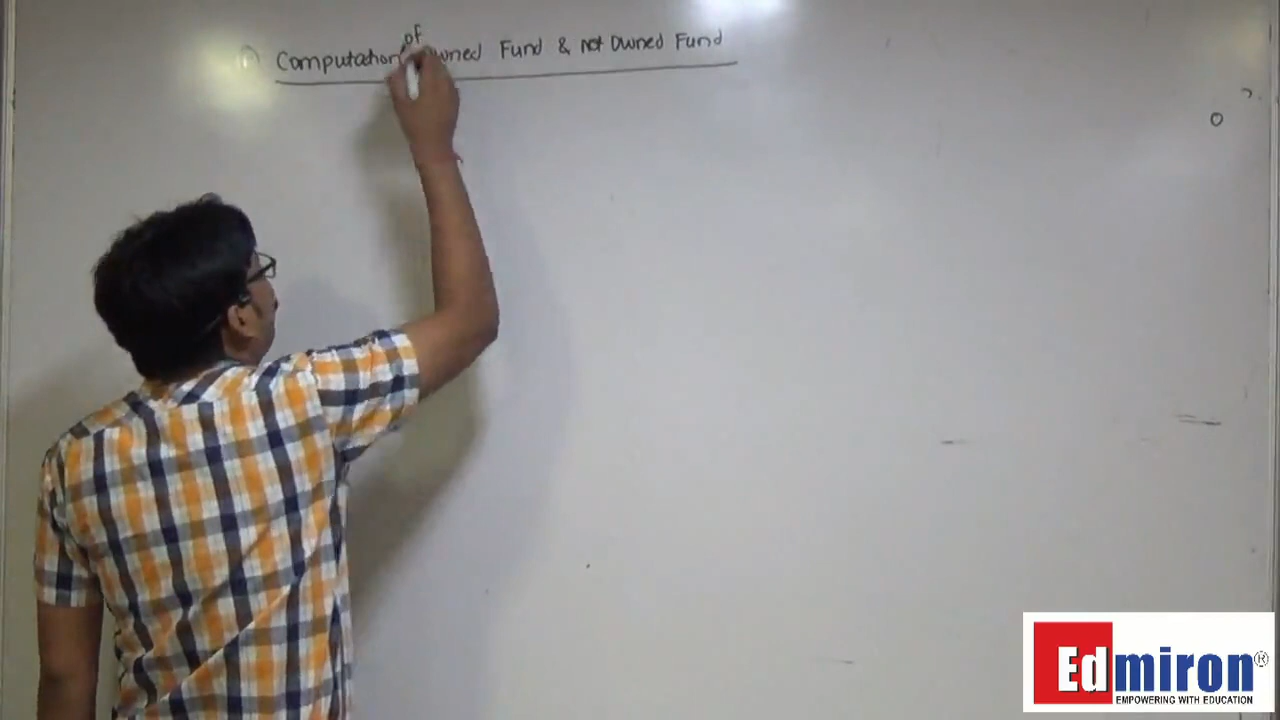 Computation of Owned Fund & not Owned Fund
Edmiron®
EMPOWERING WITH EDUCATION